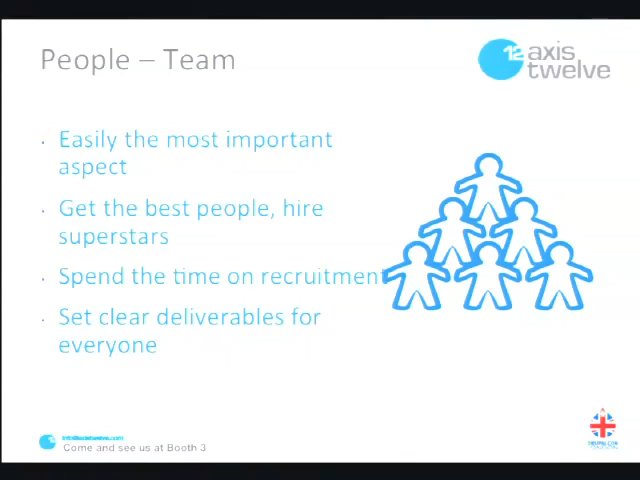 People – Team
12 axis
twelve
· Easily the most important
aspect
· Get the best people, hire
superstars
· Spend the time on recruitment
· Set clear deliverables for
everyone
Come and see us at Booth 3